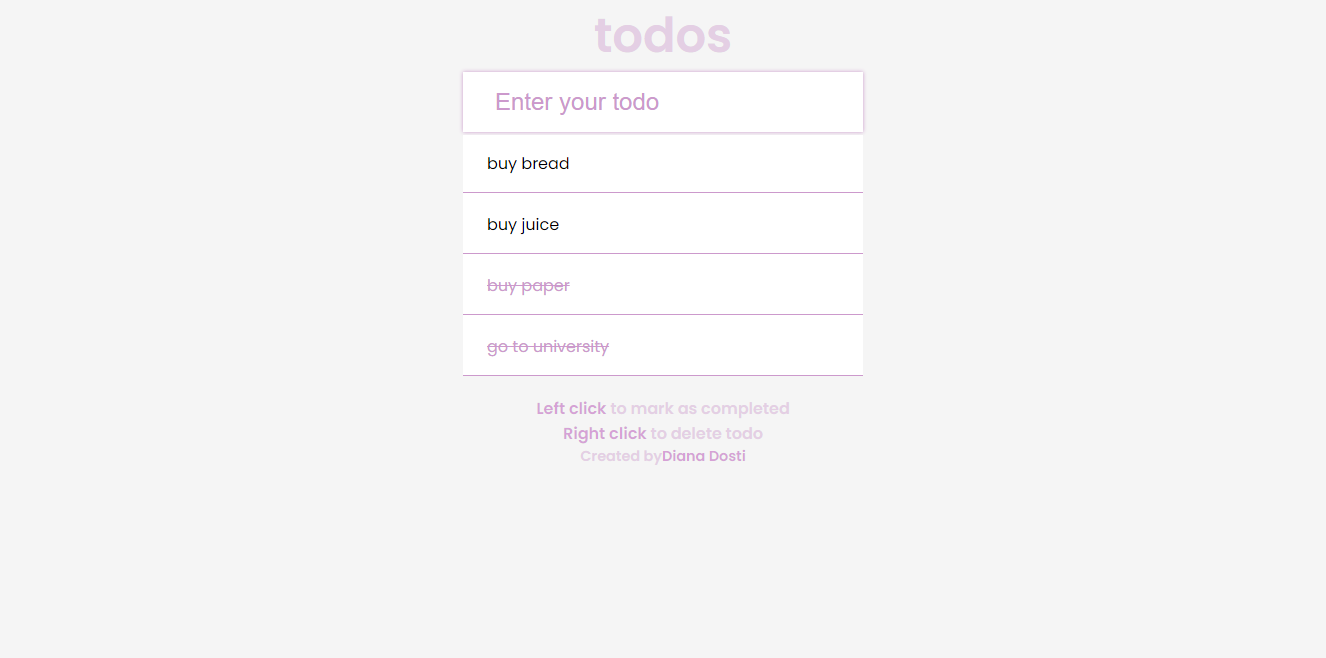 todos
Enter your todo
buy bread
buy juice
buy paper
go to university
Left click to mark as completed
Right click to delete todo
Created byDiana Dosti